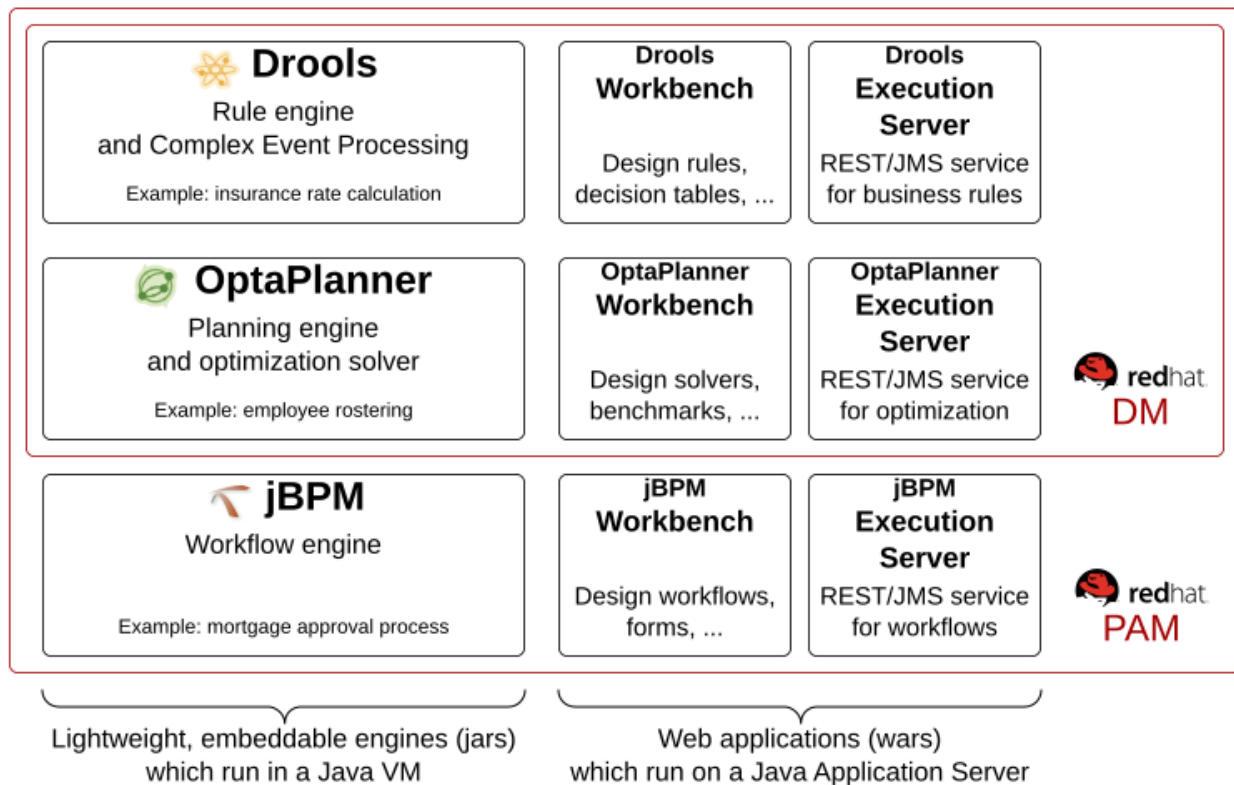 Drools
Rule engine
and Complex Event Processing
Example: insurance rate calculation
Drools
Workbench
Design rules,
decision tables, ...
Drools
Execution
Server
REST/JMS service
for business rules
OptaPlanner
Planning engine
and optimization solver
Example: employee rostering
OptaPlanner
Workbench
Design solvers,
benchmarks, ...
OptaPlanner
Execution
Server
REST/JMS service
for optimization
redhat.
DM
jBPM
Workflow engine
Example: mortgage approval process
jBPM
Workbench
Design workflows,
forms, ...
jBPM
Execution
Server
REST/JMS service
for workflows
redhat.
PAM
Lightweight, embeddable engines (jars)
which run in a Java VM
Web applications (wars)
which run on a Java Application Server